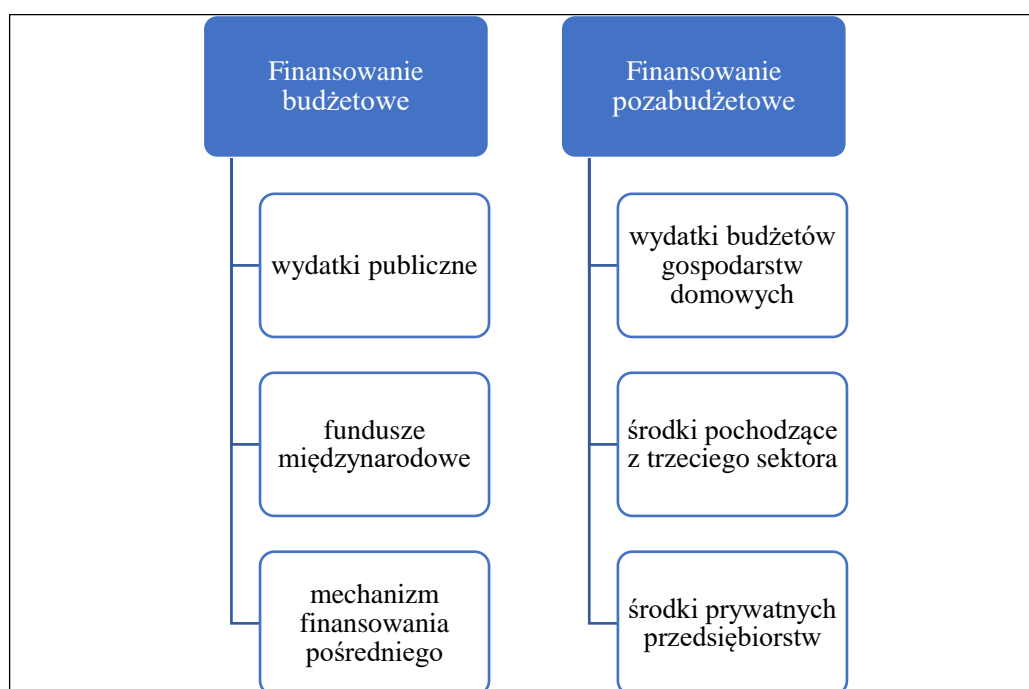 Finansowanie
budżetowe
wydatki publiczne
fundusze
międzynarodowe
mechanizm
finansowania
pośredniego
Finansowanie
pozabudżetowe
wydatki budżetów
gospodarstw
domowych
środki pochodzące
z trzeciego sektora
środki prywatnych
przedsiębiorstw